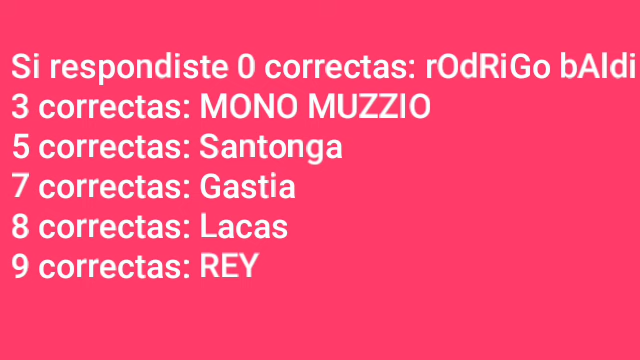 Si respondiste 0 correctas: rOdRiGo bAldi
3 correctas: MONO MUZZIO
5 correctas: Santonga
7 correctas: Gastia
8 correctas: Lacas
9 correctas: REY